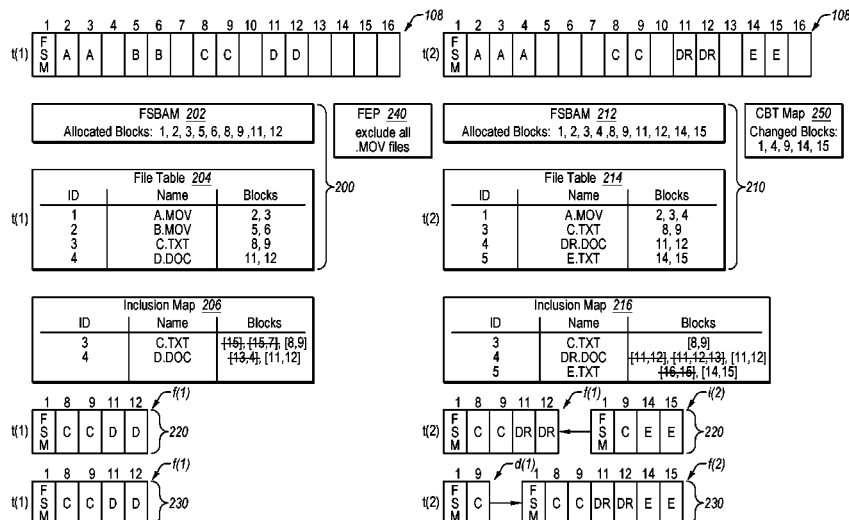 1 2 3 4 5 6 7 8 9 10 11 12 13 14 15 16 108
t(1) FSM A A B B C C D D
1 2 3 4 5 6 7 8 9 10 11 12 13 14 15 16 108
t(2) FSM A A A C C DR DR E E
FSBAM 202
Allocated Blocks: 1, 2, 3, 5, 6, 8, 9 ,11, 12
FEP 240
exclude all
.MOV files
200
t(1)
File Table 204
ID Name Blocks
1 A.MOV 2, 3
2 B.MOV 5, 6
3 C.TXT 8, 9
4 D.DOC 11, 12
FSBAM 212
Allocated Blocks: 1, 2, 3, 4 ,8, 9, 11, 12, 14, 15
CBT Map 250
Changed Blocks:
1, 4, 9, 14, 15
210
t(2)
File Table 214
ID Name Blocks
1 A.MOV 2, 3, 4
3 C.TXT 8, 9
4 DR.DOC 11, 12
5 E.TXT 14, 15
Inclusion Map 206
ID Name Blocks
3 C.TXT [15], [15,7], [8,9]
4 D.DOC [13,4], [11,12]
Inclusion Map 216
ID Name Blocks
3 C.TXT [8,9]
4 DR.DOC [11,12], [11,12,13], [11,12]
5 E.TXT [16,15], [14,15]
1 8 9 11 12 f(1)
t(1) FSM C C D D 220
1 8 9 11 12 f(1) 1 9 14 15 i(2)
t(2) FSM C C DR DR FSM C E E 220
1 8 9 11 12 f(1)
t(1) FSM C C D D 230
1 9 d(1) 1 8 9 11 12 14 15 f(2)
t(2) FSM C FSM C C DR DR E E 230